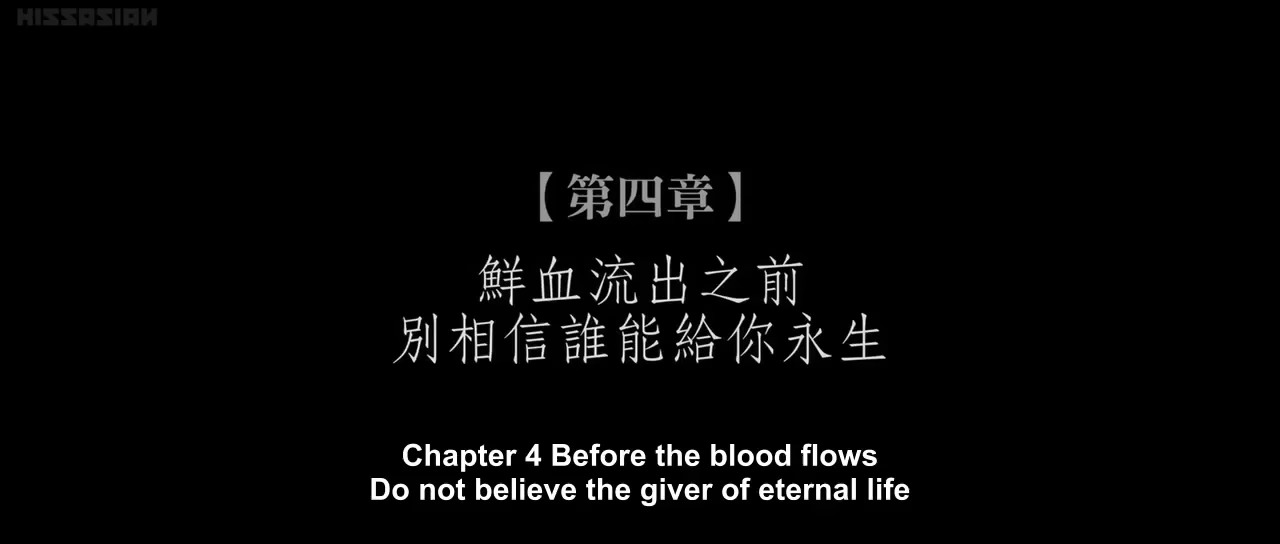 KISSASIAN
【第四章】
鮮血流出之前
別相信誰能給你永生
Chapter 4 Before the blood flows
Do not believe the giver of eternal life